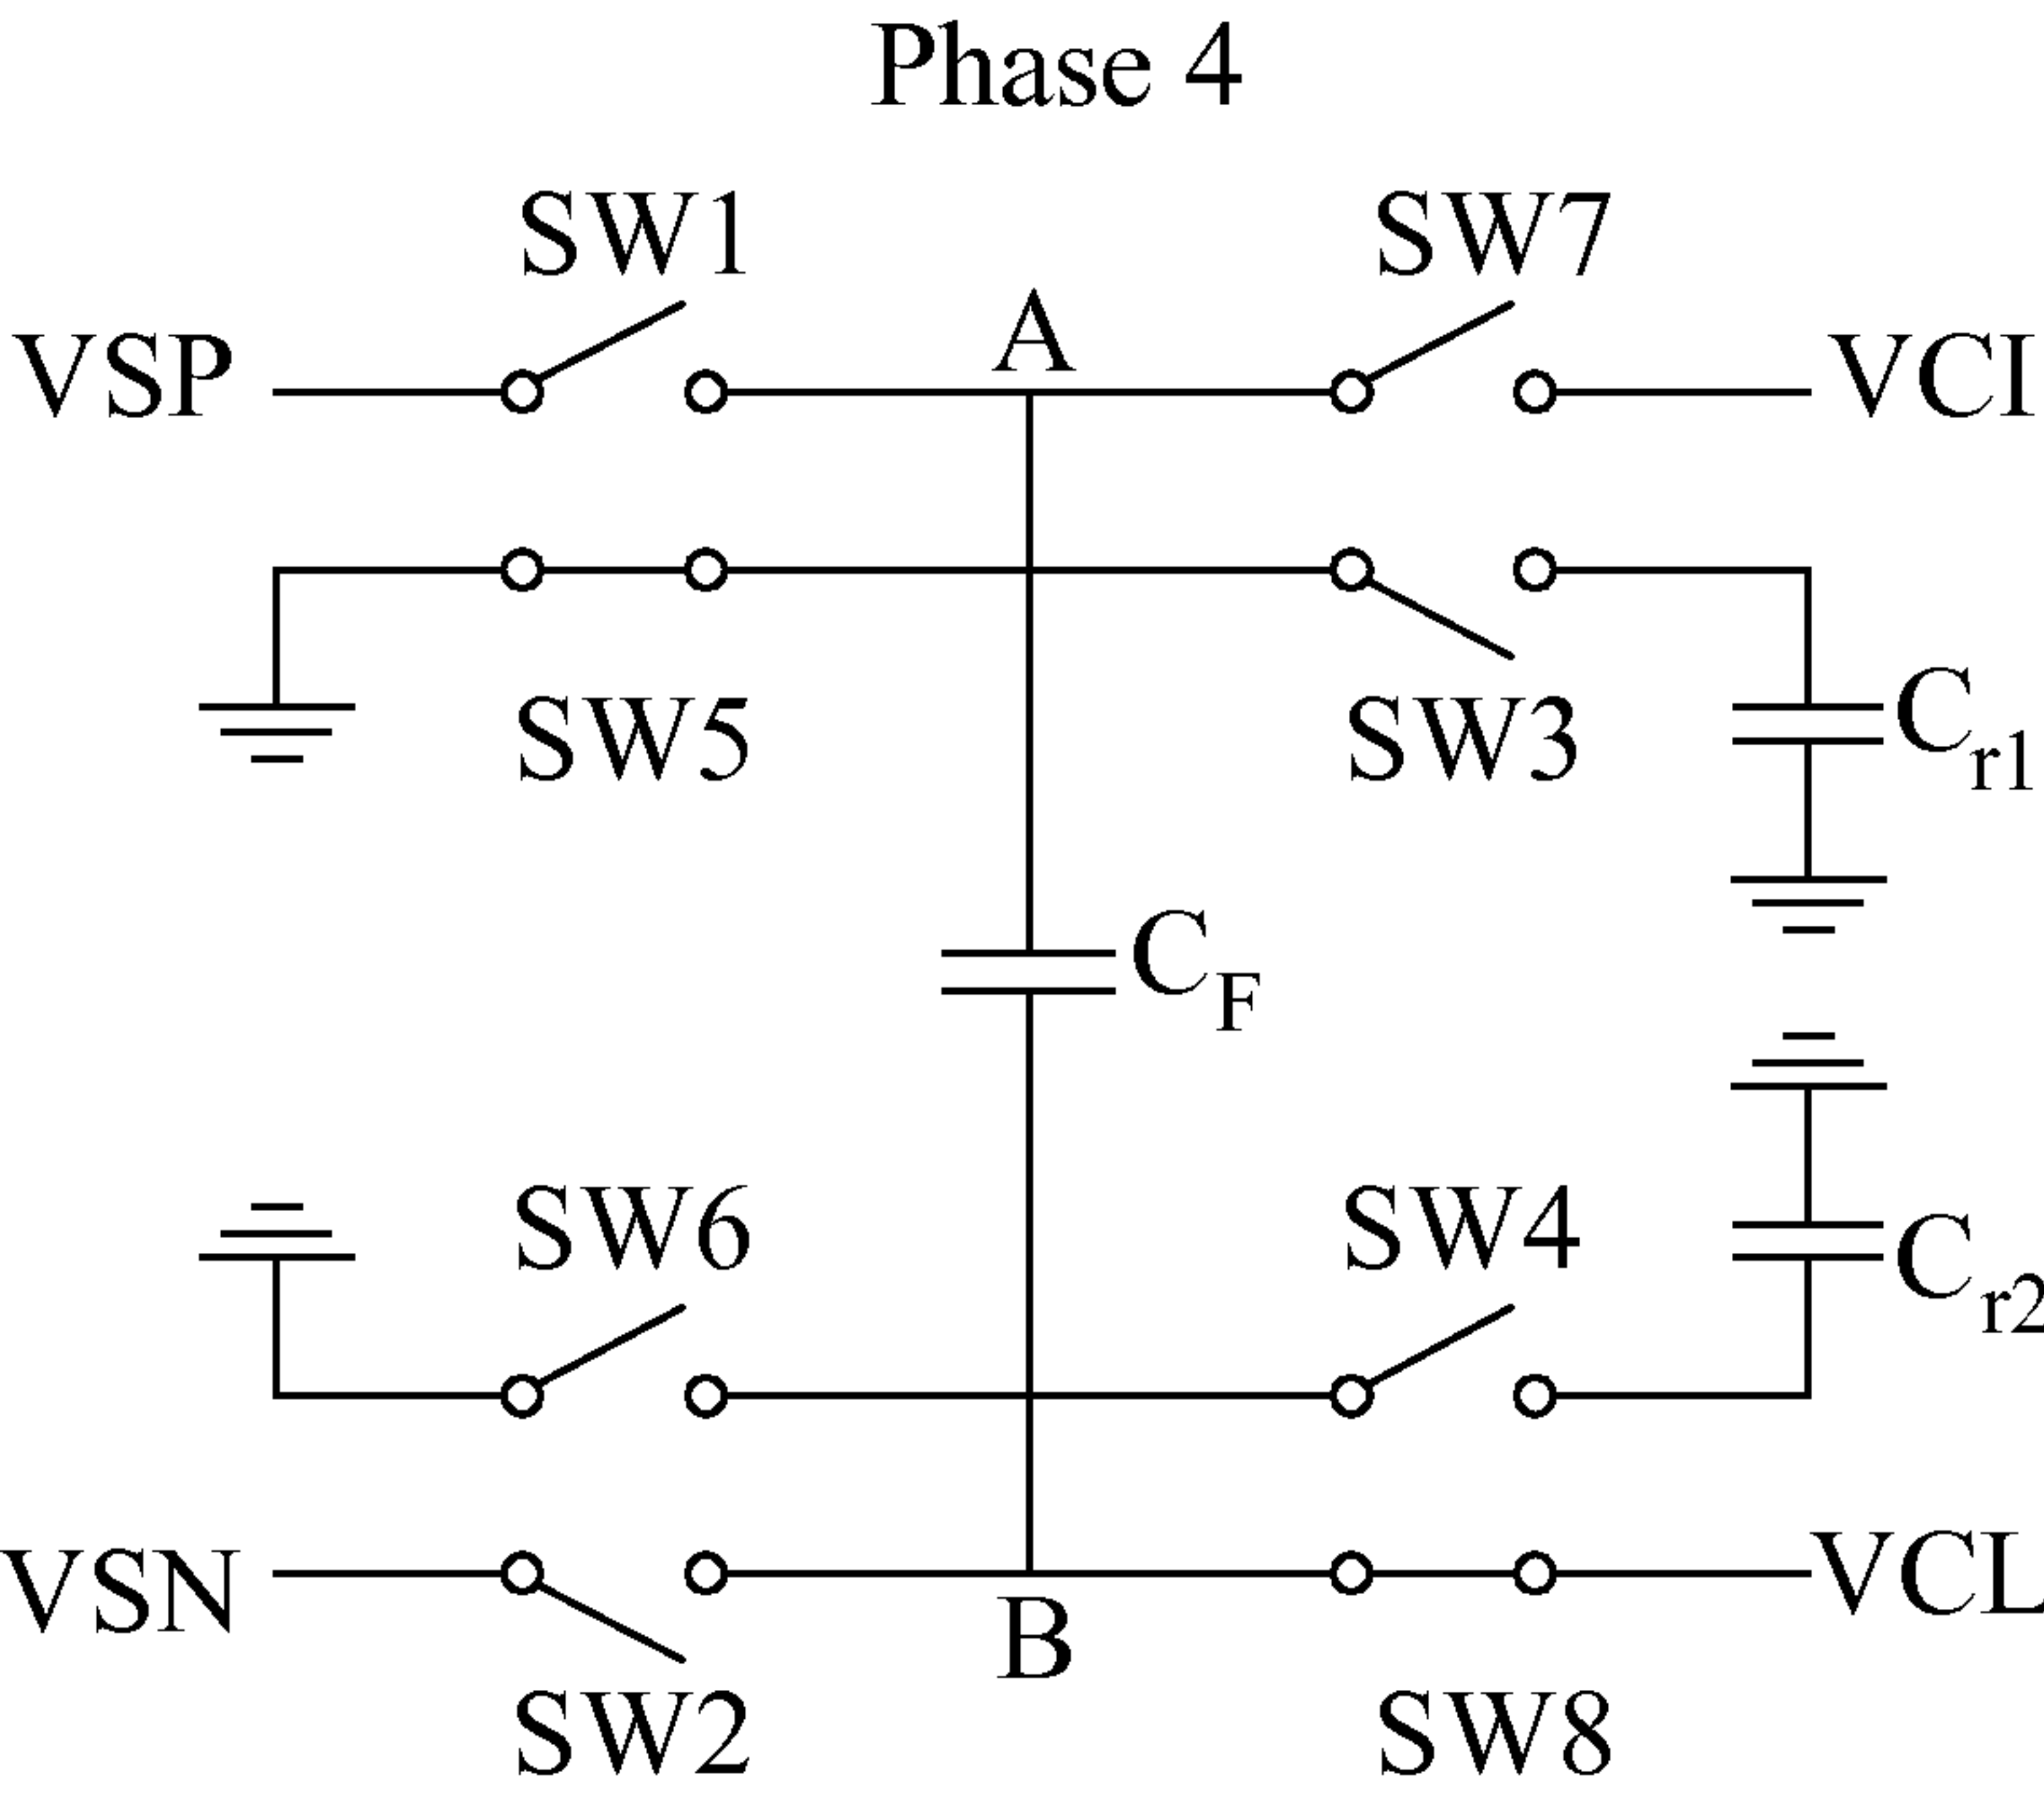 Phase 4
SW1 SW7
VSP A VCI
SW5 SW3 Cr1
CF
SW6 SW4 Cr2
VSN B VCL
SW2 SW8